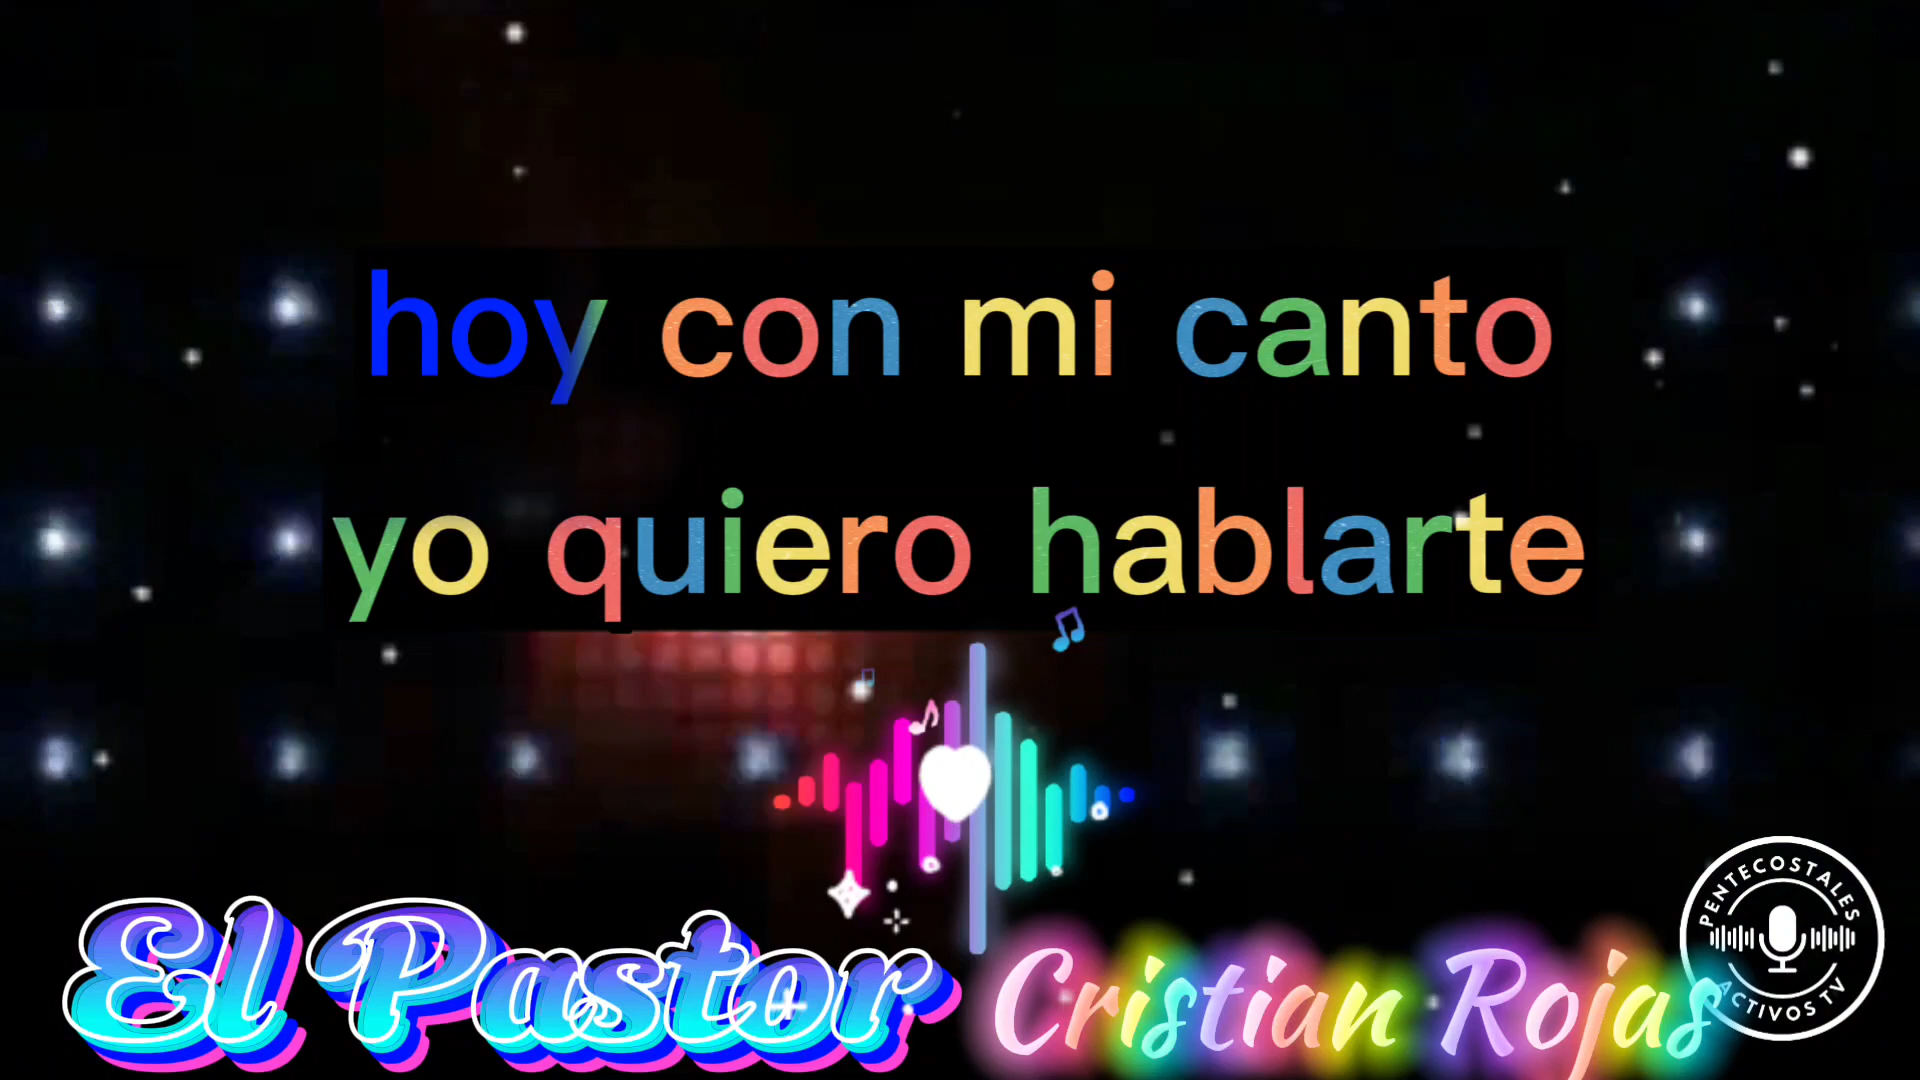 hoy con mi canto
yo quiero hablarte
El Pastor Cristian Rojas
PENTECOSTALES
ACTIVOS TV